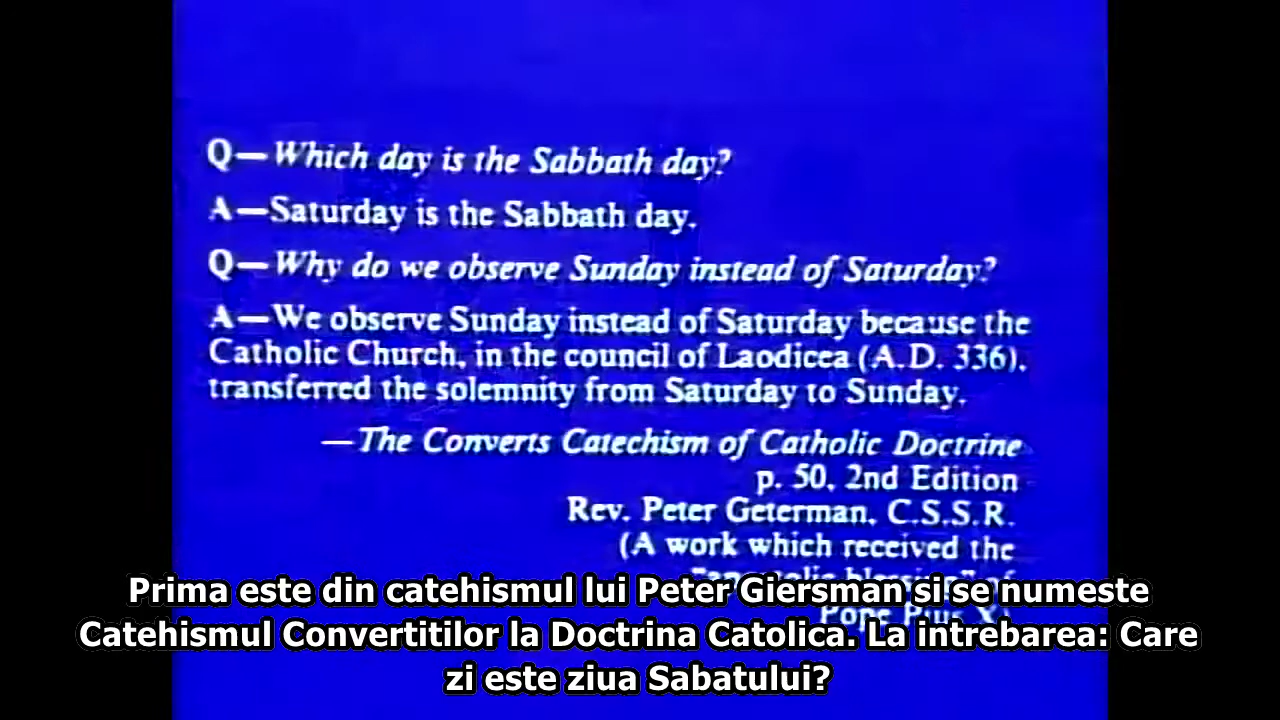 Q—Which day is the Sabbath day?
A—Saturday is the Sabbath day.
Q—Why do we observe Sunday instead of Saturday?
A—We observe Sunday instead of Saturday because the
Catholic Church, in the council of Laodicea (A.D. 336),
transferred the solemnity from Saturday to Sunday.
—The Converts Catechism of Catholic Doctrine
p. 50, 2nd Edition
Rev. Peter Geterman, C.S.S.R.
(A work which received the
of
Pope Pius X)
Prima este din catehismul lui Peter Giersman si se numeste
Catehismul Convertitilor la Doctrina Catolica. La intrebarea: Care
zi este ziua Sabatului?